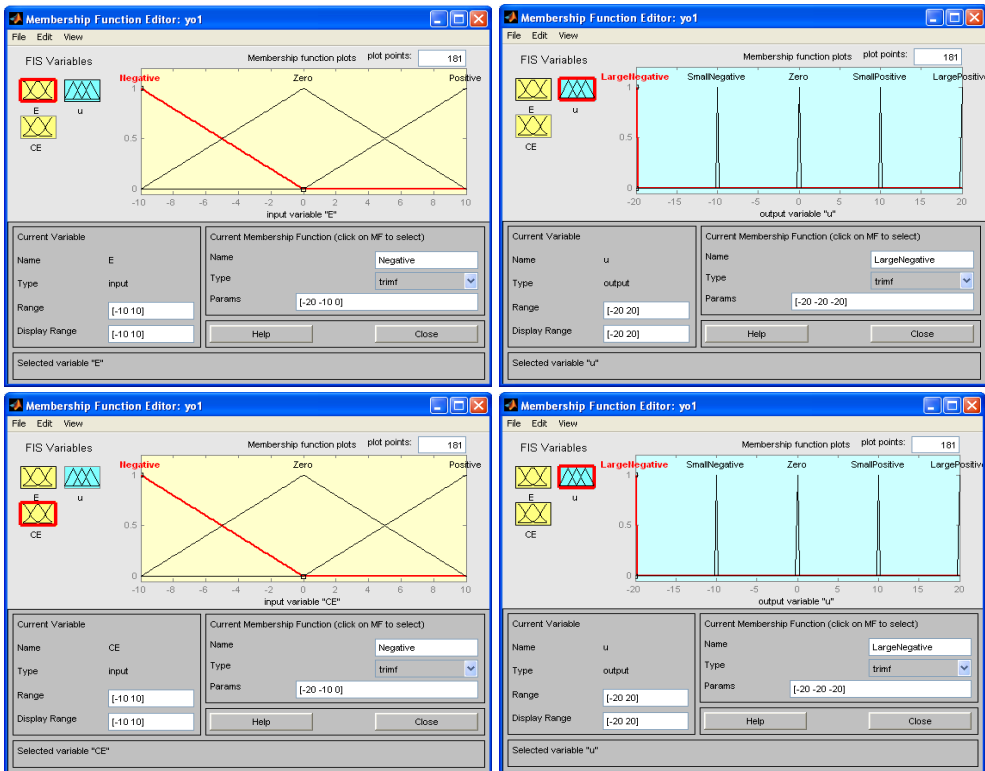 Membership Function Editor: yo1
File Edit View
FIS Variables
Membership function plots plot points: 181
Negative Zero Positive
E u
CE
1
0.5
0
-10 -8 -6 -4 -2 0 2 4 6 8 10
input variable "E"
Current Variable
Name E
Type input
Range [-10 10]
Display Range [-10 10]
Current Membership Function (click on MF to select)
Name Negative
Type trimf
Params [-20 -10 0]
Help Close
Selected variable "E"
Membership Function Editor: yo1
File Edit View
FIS Variables
Membership function plots plot points: 181
LargeNegative SmallNegative Zero SmallPositive LargePositive
E u
CE
1
0.5
0
-20 -15 -10 -5 0 5 10 15 20
output variable "u"
Current Variable
Name u
Type output
Range [-20 20]
Display Range [-20 20]
Current Membership Function (click on MF to select)
Name LargeNegative
Type trimf
Params [-20 -20 -20]
Help Close
Selected variable "u"
Membership Function Editor: yo1
File Edit View
FIS Variables
Membership function plots plot points: 181
Negative Zero Positive
E u
CE
1
0.5
0
-10 -8 -6 -4 -2 0 2 4 6 8 10
input variable "CE"
Current Variable
Name CE
Type input
Range [-10 10]
Display Range [-10 10]
Current Membership Function (click on MF to select)
Name Negative
Type trimf
Params [-20 -10 0]
Help Close
Selected variable "CE"
Membership Function Editor: yo1
File Edit View
FIS Variables
Membership function plots plot points: 181
LargeNegative SmallNegative Zero SmallPositive LargePositive
E u
CE
1
0.5
0
-20 -15 -10 -5 0 5 10 15 20
output variable "u"
Current Variable
Name u
Type output
Range [-20 20]
Display Range [-20 20]
Current Membership Function (click on MF to select)
Name LargeNegative
Type trimf
Params [-20 -20 -20]
Help Close
Selected variable "u"